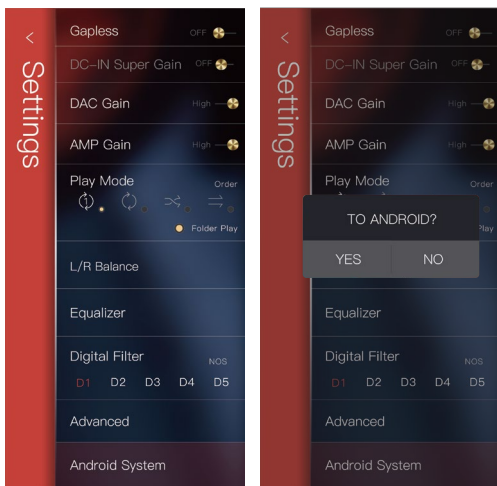 Settings
Gapless OFF
DC-IN Super Gain OFF
DAC Gain High
AMP Gain High
Play Mode Order
1
Folder Play
L/R Balance
Equalizer
Digital Filter NOS
D1 D2 D3 D4 D5
Advanced
Android System
Settings
Gapless OFF
DC-IN Super Gain OFF
DAC Gain High
AMP Gain High
Play Mode Order
Play
TO ANDROID?
YES NO
Equalizer
Digital Filter NOS
D1 D2 D3 D4 D5
Advanced
Android System